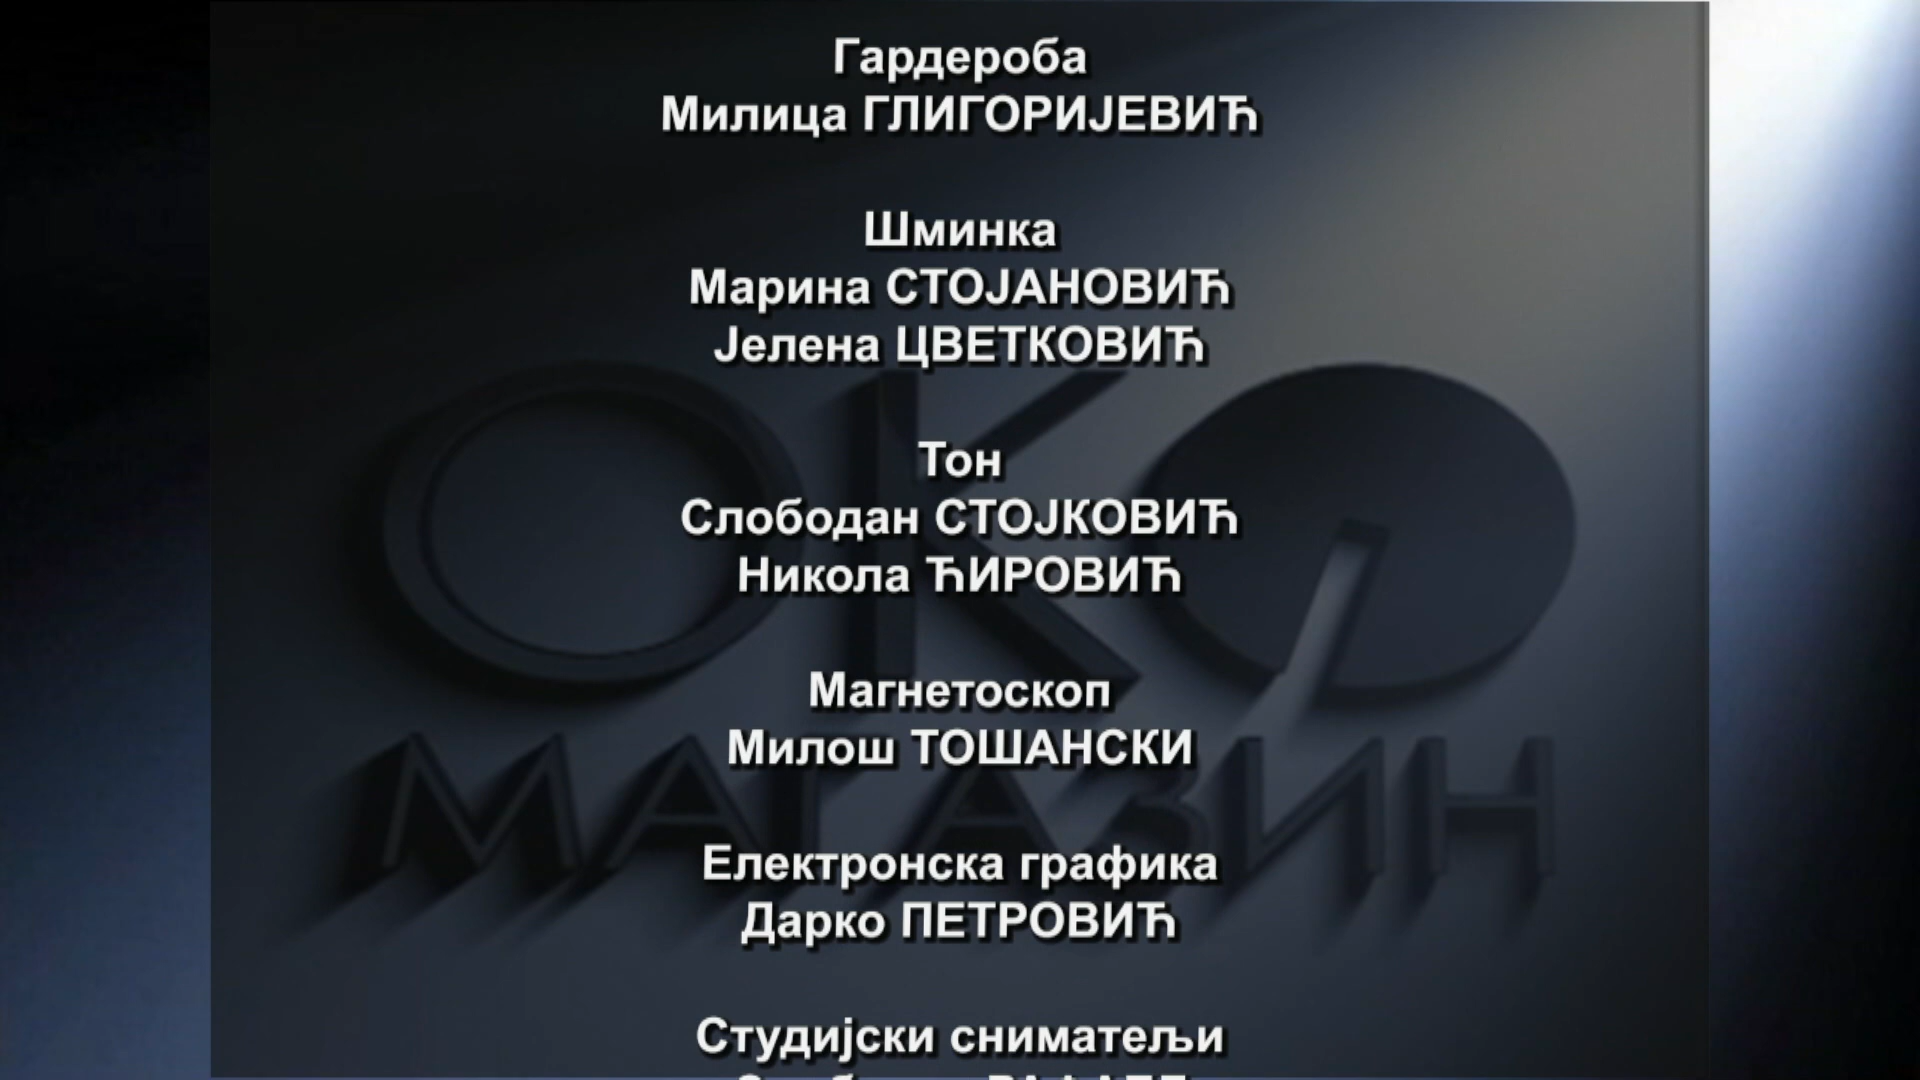 Гардероба
Милица ГЛИГОРИЈЕВИЋ
Шминка
Марина СТОЈАНОВИЋ
Јелена ЦВЕТКОВИЋ
Тон
Слободан СТОЈКОВИЋ
Никола ЋИРОВИЋ
Магнетоскоп
Милош ТОШАНСКИ
Електронска графика
Дарко ПЕТРОВИЋ
Студијски сниматељи
ОКО
МАГАЗИН